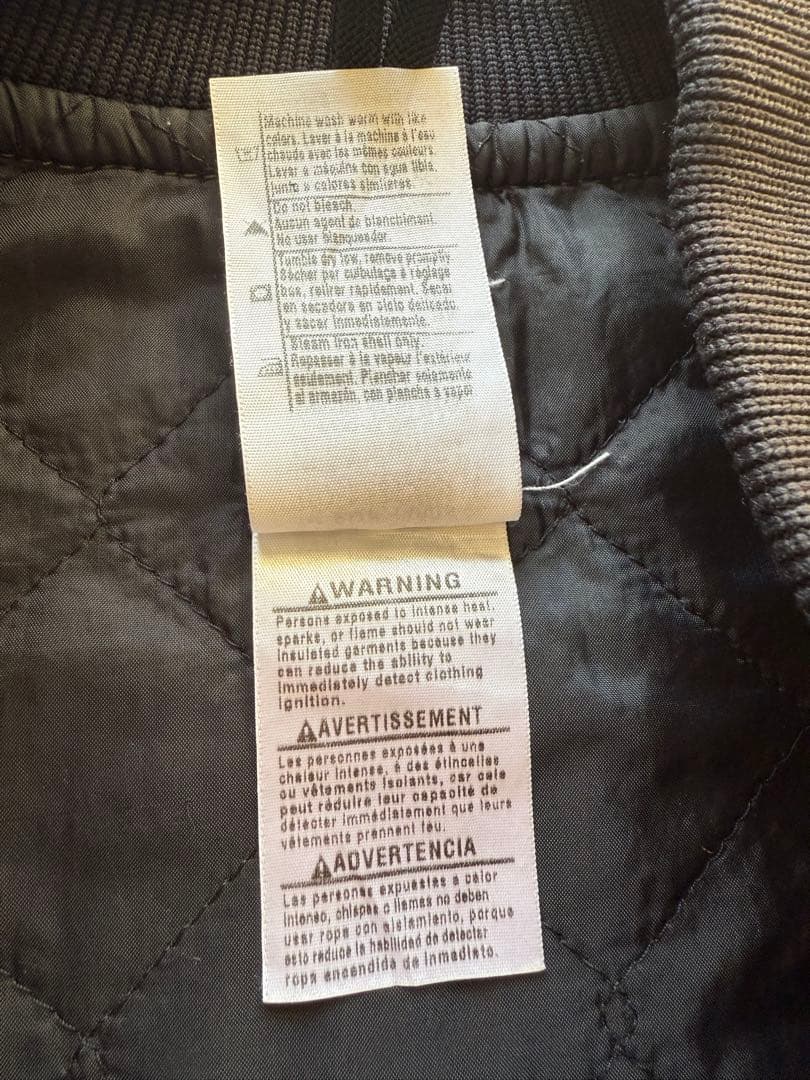 Machine wash warm with like
colors. Laver à la machine à l'eau
chaude avec les mêmes couleurs.
Lavar a máquina con agua tibia,
junto a colores similares.
Do not bleach.
Aucun agent de blanchiment.
No usar blanqueador.
Tumble dry low, remove promptly.
Sécher par culbutage à réglage
bas, retirer rapidement. Secar
en secadora en ciclo delicado,
y sacar inmediatamente.
Steam iron shell only.
Repasser à la vapeur l'extérieur
seulement. Planchar solamente
el armazón, con plancha a vapor
WARNING
Persons exposed to intense heat,
sparks, or flame should not wear
insulated garments because they
can reduce the ability to
immediately detect clothing
ignition.
AVERTISSEMENT
Les personnes exposées à une
chaleur intense, à des étincelles
ou vêtements isolants, car cela
peut réduire leur capacité de
détecter immédiatement que leurs
vêtements prennent feu.
ADVERTENCIA
Las personas expuestas a calor
intenso, chispas o llamas no deben
usar ropa con aislamiento, porque
esto reduce la habilidad de detectar
ropa encendida de inmediato.